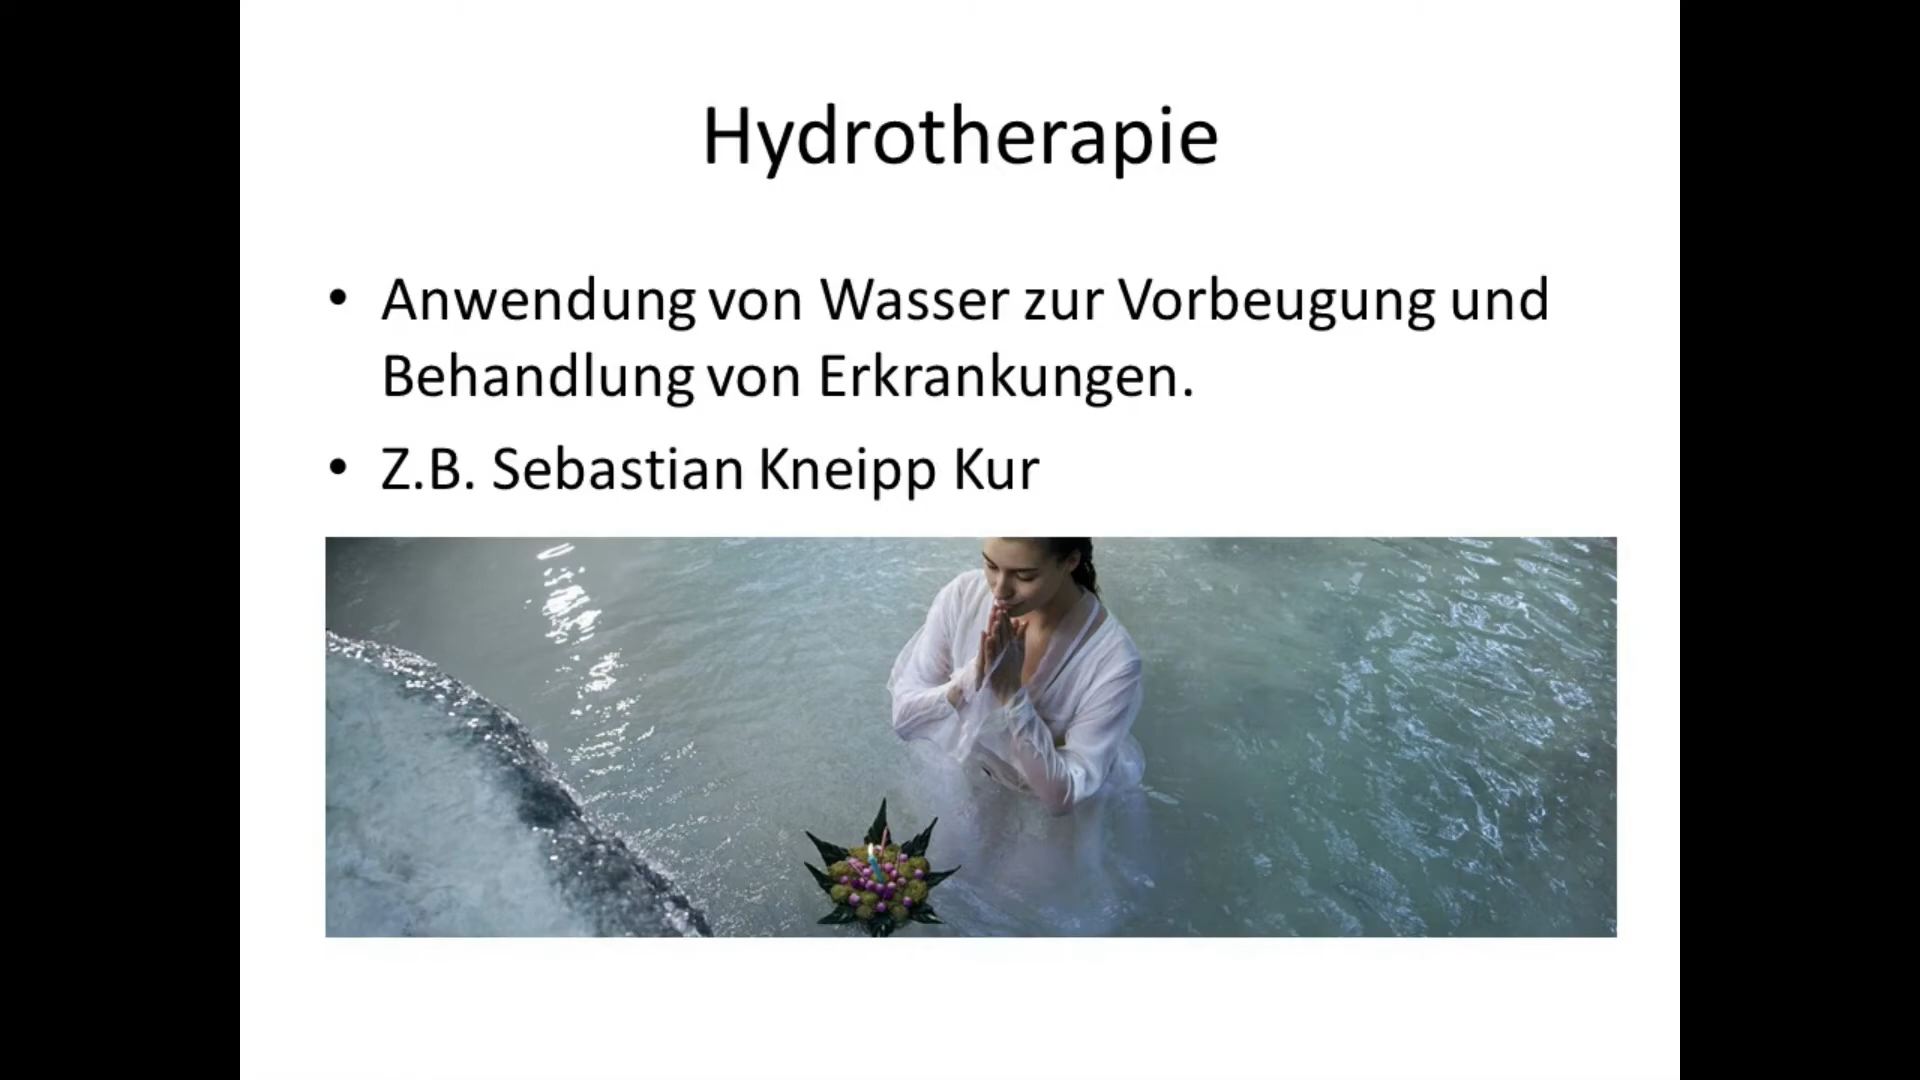 Hydrotherapie
• Anwendung von Wasser zur Vorbeugung und
Behandlung von Erkrankungen.
• Z.B. Sebastian Kneipp Kur